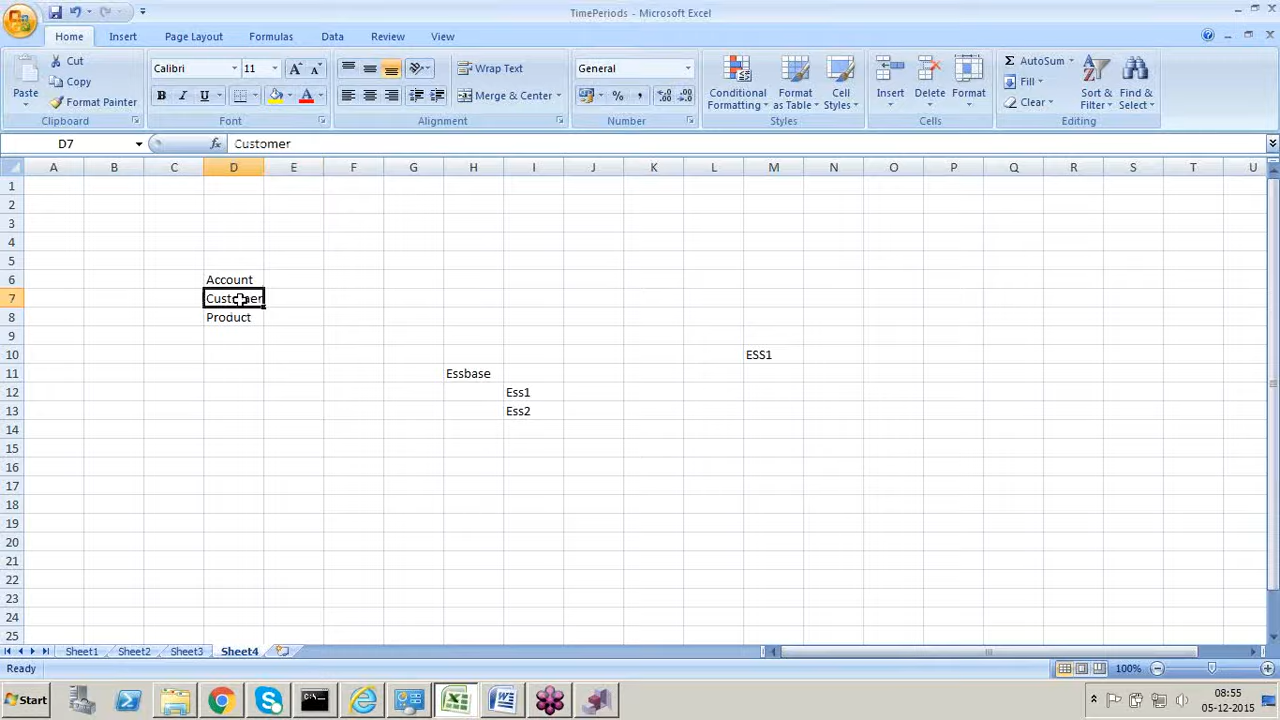 TimePeriods - Microsoft Excel
Home Insert Page Layout Formulas Data Review View
Paste
Cut
Copy
Format Painter
Clipboard
Calibri 11
B I U
Font
Wrap Text
Merge & Center
Alignment
General
% ,
Number
Conditional Formatting
Format as Table
Cell Styles
Styles
Insert Delete Format
Cells
Σ AutoSum
Fill
Clear
Sort & Filter
Find & Select
Editing
D7 fx Customer
A B C D E F G H I J K L M N O P Q R S T U
1
2
3
4
5
6 Account
7 Customer
8 Product
9
10 ESS1
11 Essbase
12 Ess1
13 Ess2
14
15
16
17
18
19
20
21
22
23
24
25
Sheet1 Sheet2 Sheet3 Sheet4
Ready 100%
Start 08:55
05-12-2015